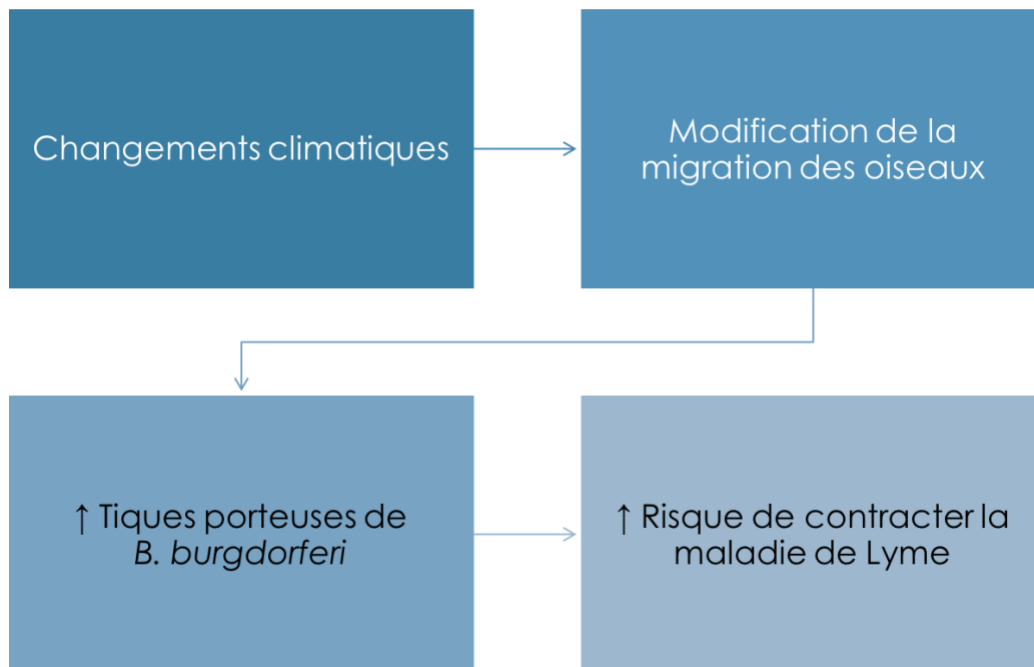 Changements climatiques
Modification de la
migration des oiseaux
↑ Tiques porteuses de
B. burgdorferi
↑ Risque de contracter la
maladie de Lyme